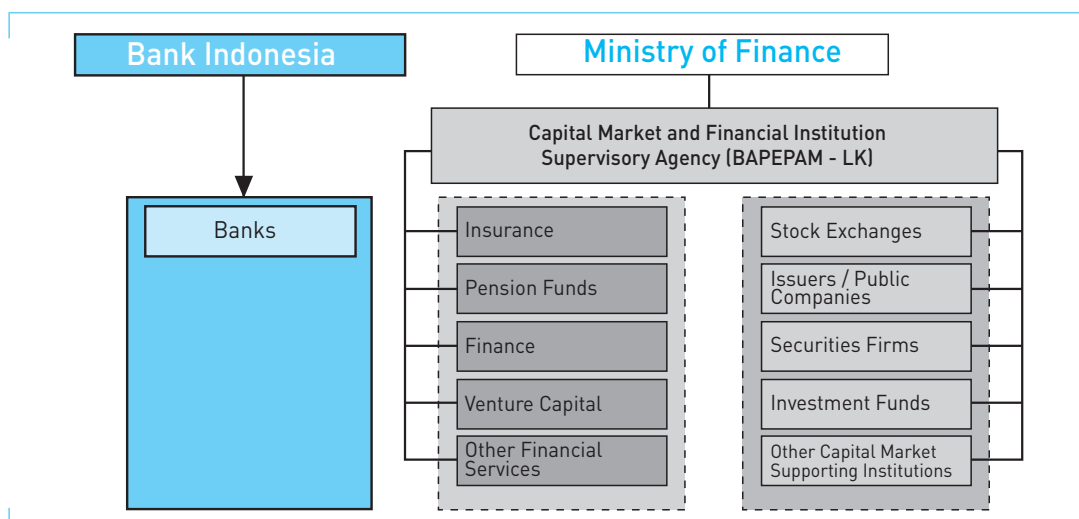 Bank Indonesia
Ministry of Finance
Capital Market and Financial Institution
Supervisory Agency (BAPEPAM - LK)
Banks
Insurance
Pension Funds
Finance
Venture Capital
Other Financial
Services
Stock Exchanges
Issuers / Public
Companies
Securities Firms
Investment Funds
Other Capital Market
Supporting Institutions